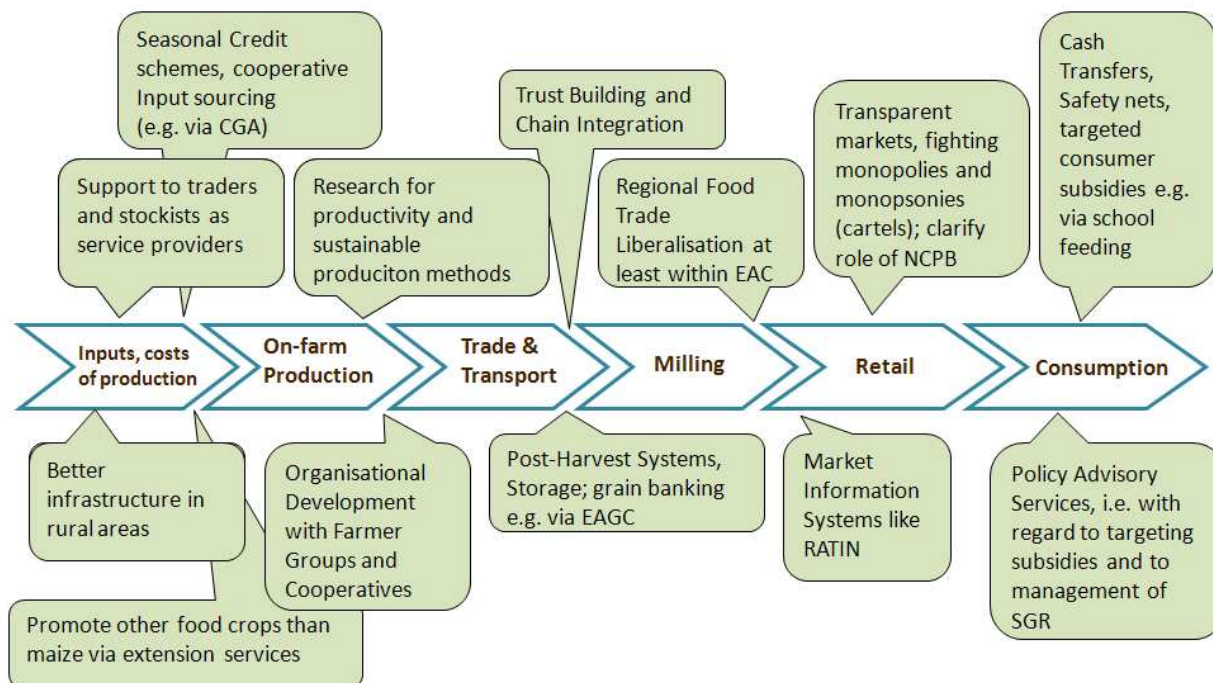 Seasonal Credit
schemes, cooperative
Input sourcing
(e.g. via CGA)
Support to traders
and stockists as
service providers
Research for
productivity and
sustainable
produciton methods
Trust Building and
Chain Integration
Regional Food
Trade
Liberalisation at
least within EAC
Transparent
markets, fighting
monopolies and
monopsonies
(cartels); clarify
role of NCPB
Cash
Transfers,
Safety nets,
targeted
consumer
subsidies e.g.
via school
feeding
Inputs, costs
of production
On-farm
Production
Trade &
Transport
Milling
Retail
Consumption
Better
infrastructure in
rural areas
Promote other food crops than
maize via extension services
Organisational
Development
with Farmer
Groups and
Cooperatives
Post-Harvest Systems,
Storage; grain banking
e.g. via EAGC
Market
Information
Systems like
RATIN
Policy Advisory
Services, i.e. with
regard to targeting
subsidies and to
management of
SGR